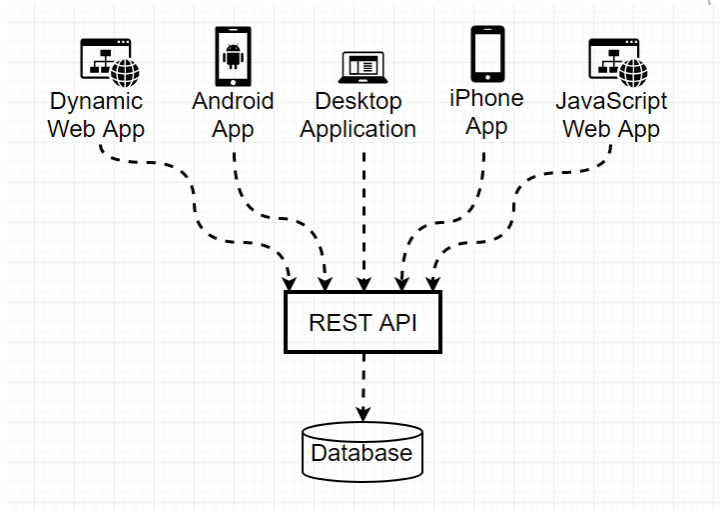 Dynamic
Web App
Android
App
Desktop
Application
iPhone
App
JavaScript
Web App
REST API
Database